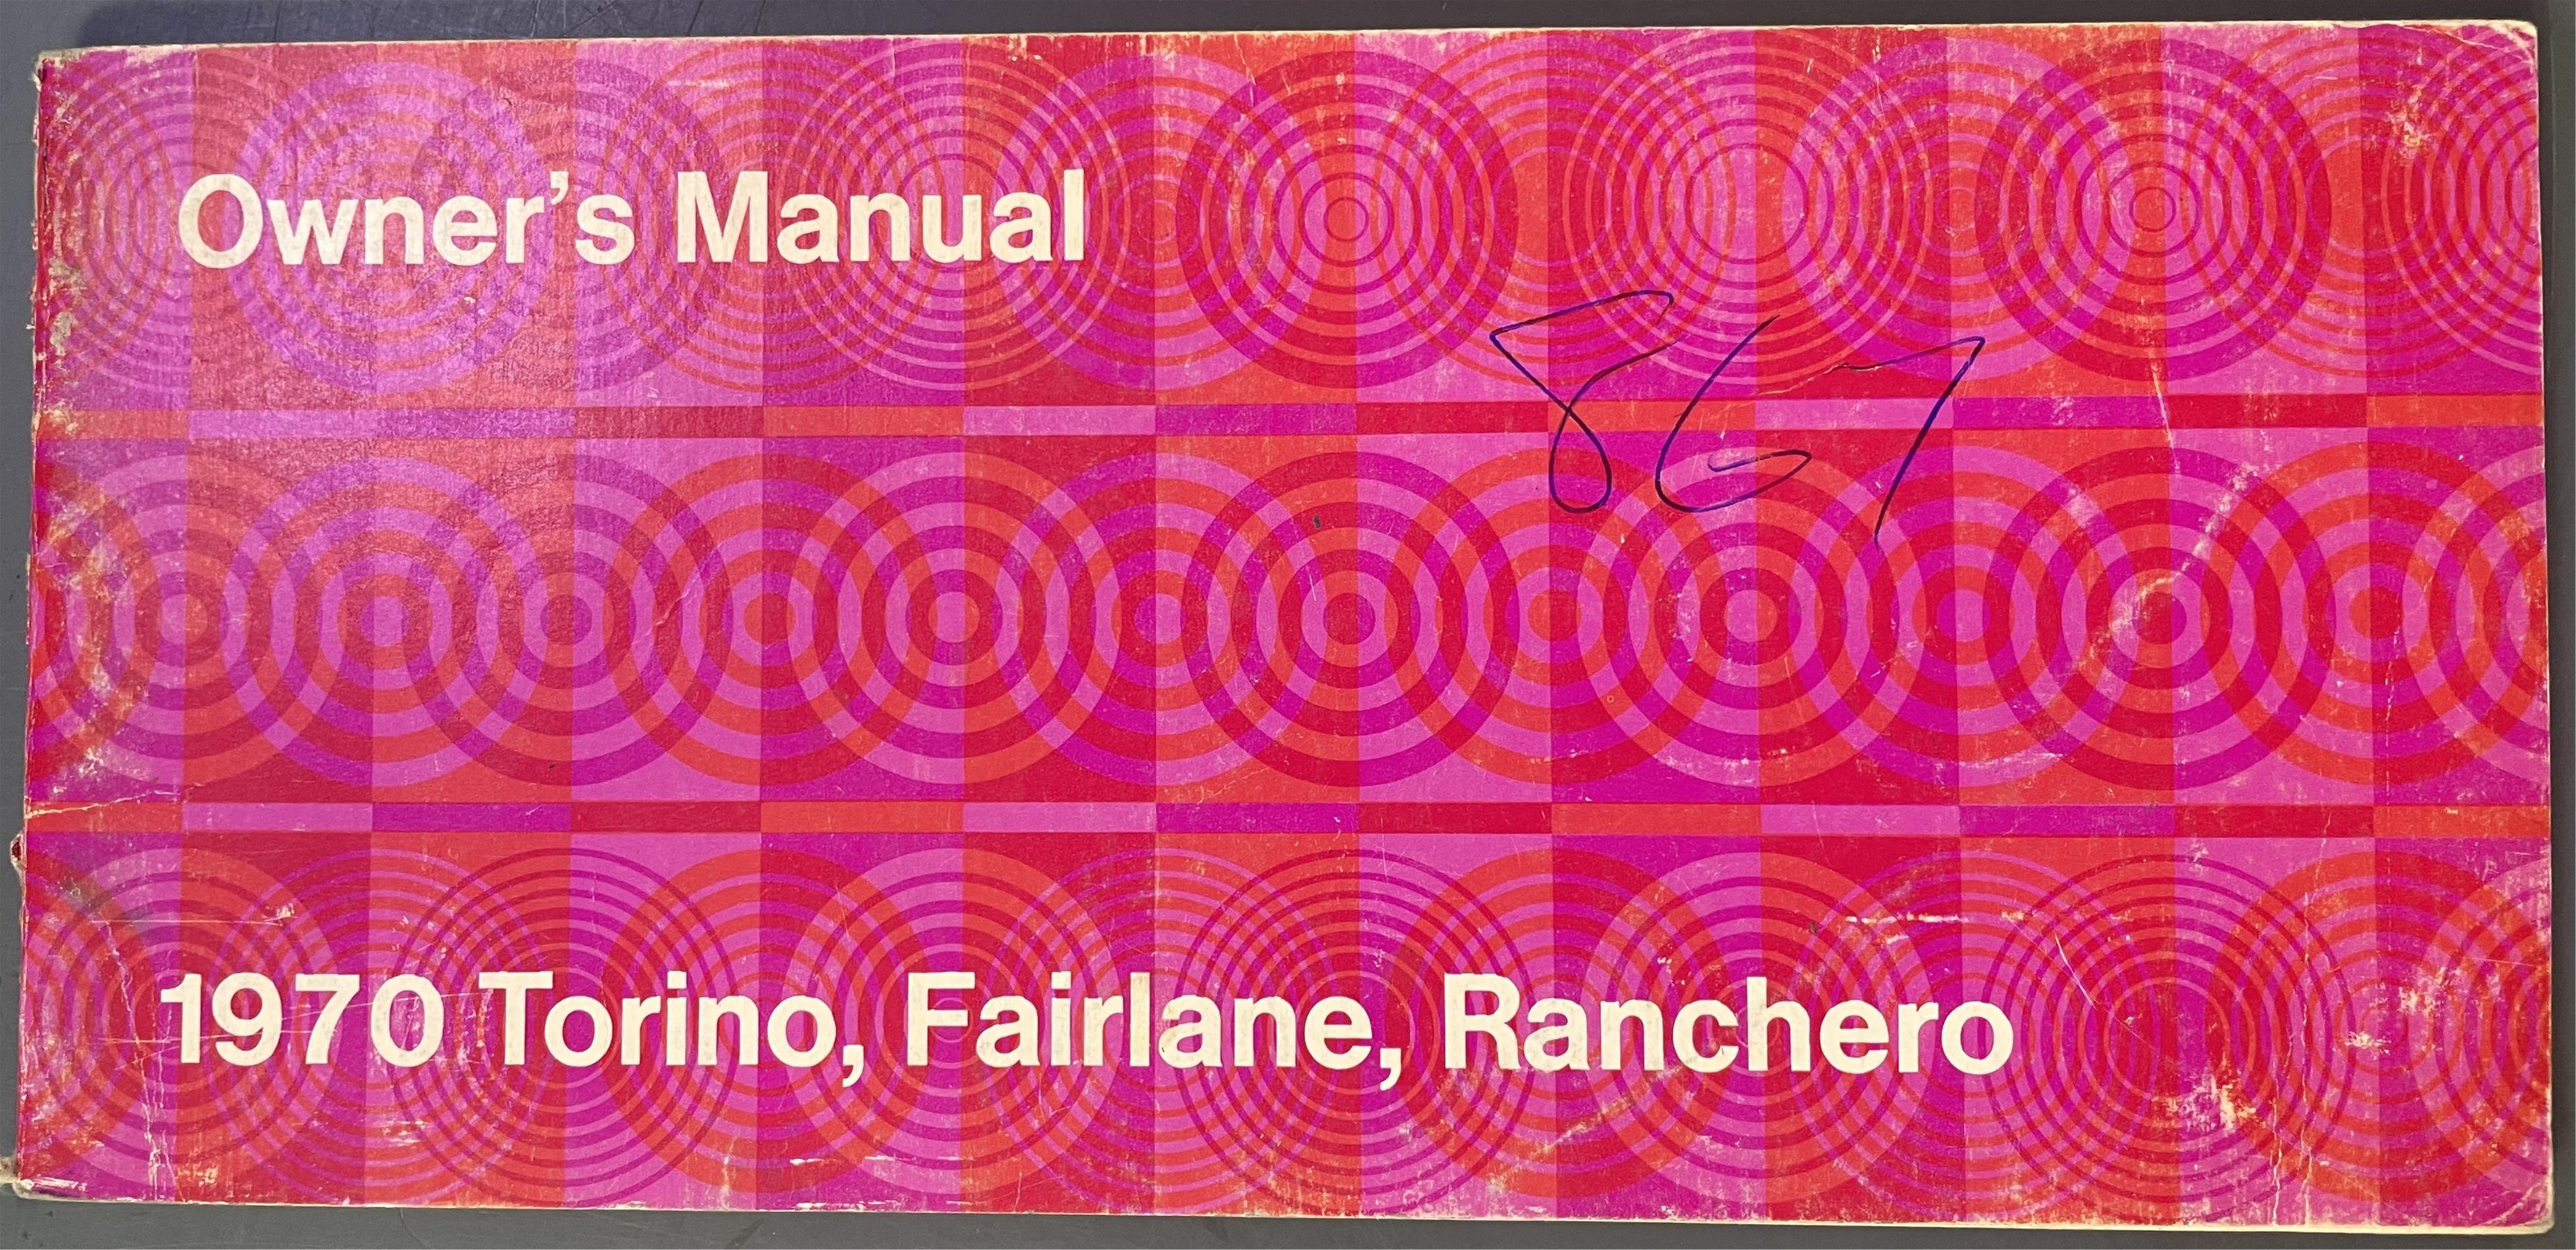 Owner's Manual
867
1970 Torino, Fairlane, Ranchero